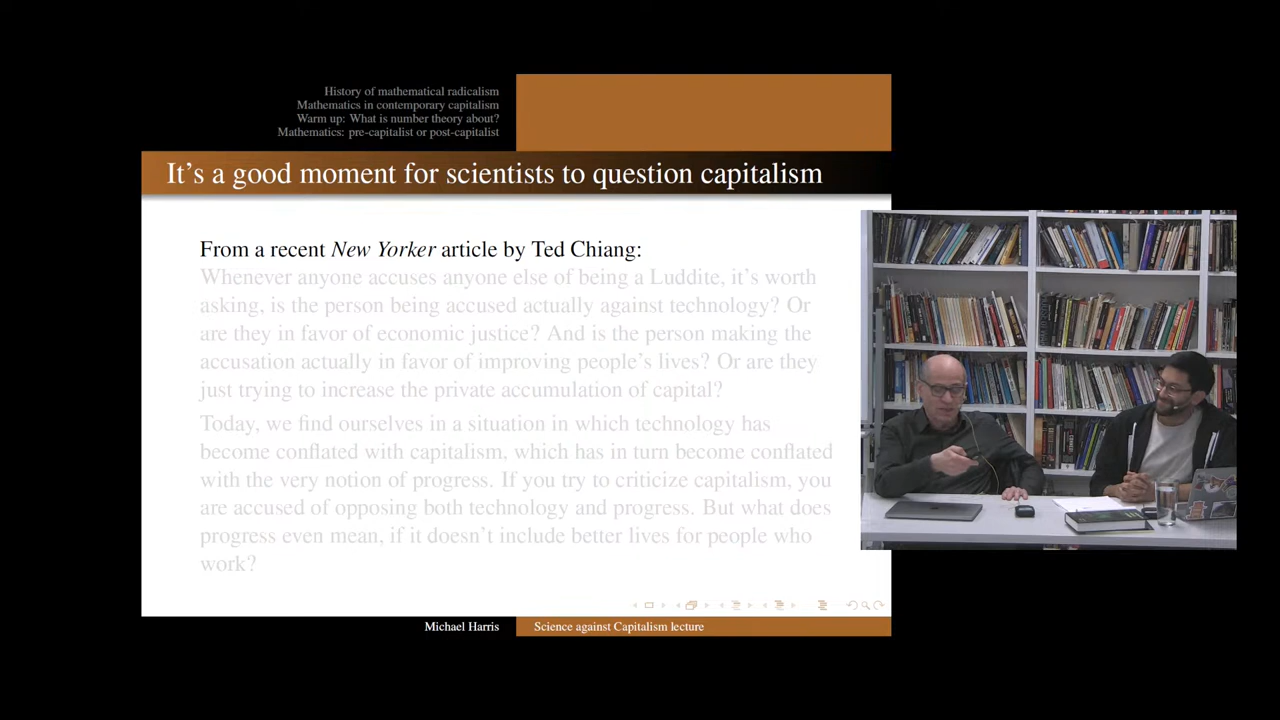 History of mathematical radicalism
Mathematics in contemporary capitalism
Warm up: What is number theory about?
Mathematics: pre-capitalist or post-capitalist
It's a good moment for scientists to question capitalism
From a recent New Yorker article by Ted Chiang:
Whenever anyone accuses anyone else of being a Luddite, it's worth
asking, is the person being accused actually against technology? Or
are they in favor of economic justice? And is the person making the
accusation actually in favor of improving people's lives? Or are they
just trying to increase the private accumulation of capital?
Today, we find ourselves in a situation in which technology has
become conflated with capitalism, which has in turn become conflated
with the very notion of progress. If you try to criticize capitalism, you
are accused of opposing both technology and progress. But what does
progress even mean, if it doesn't include better lives for people who
work?
Michael Harris
Science against Capitalism lecture